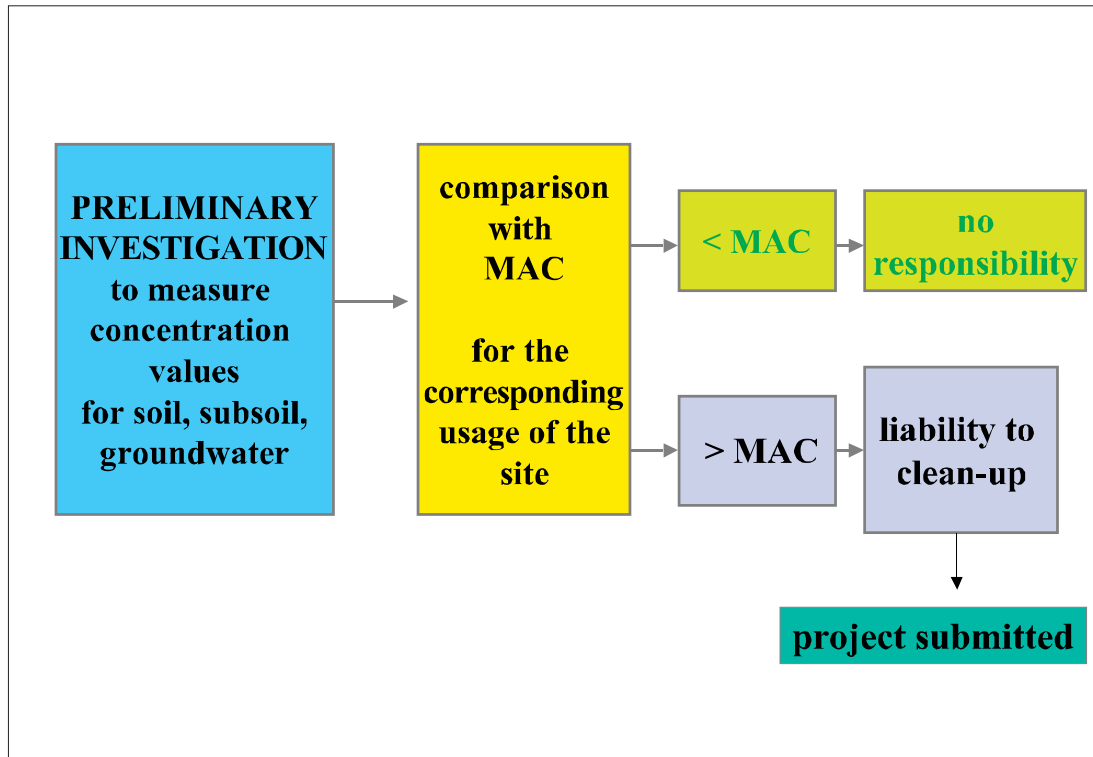 PRELIMINARY
INVESTIGATION
to measure
concentration
values
for soil, subsoil,
groundwater
comparison
with
MAC
for the
corresponding
usage of the
site
< MAC
no
responsibility
> MAC
liability to
clean-up
project submitted